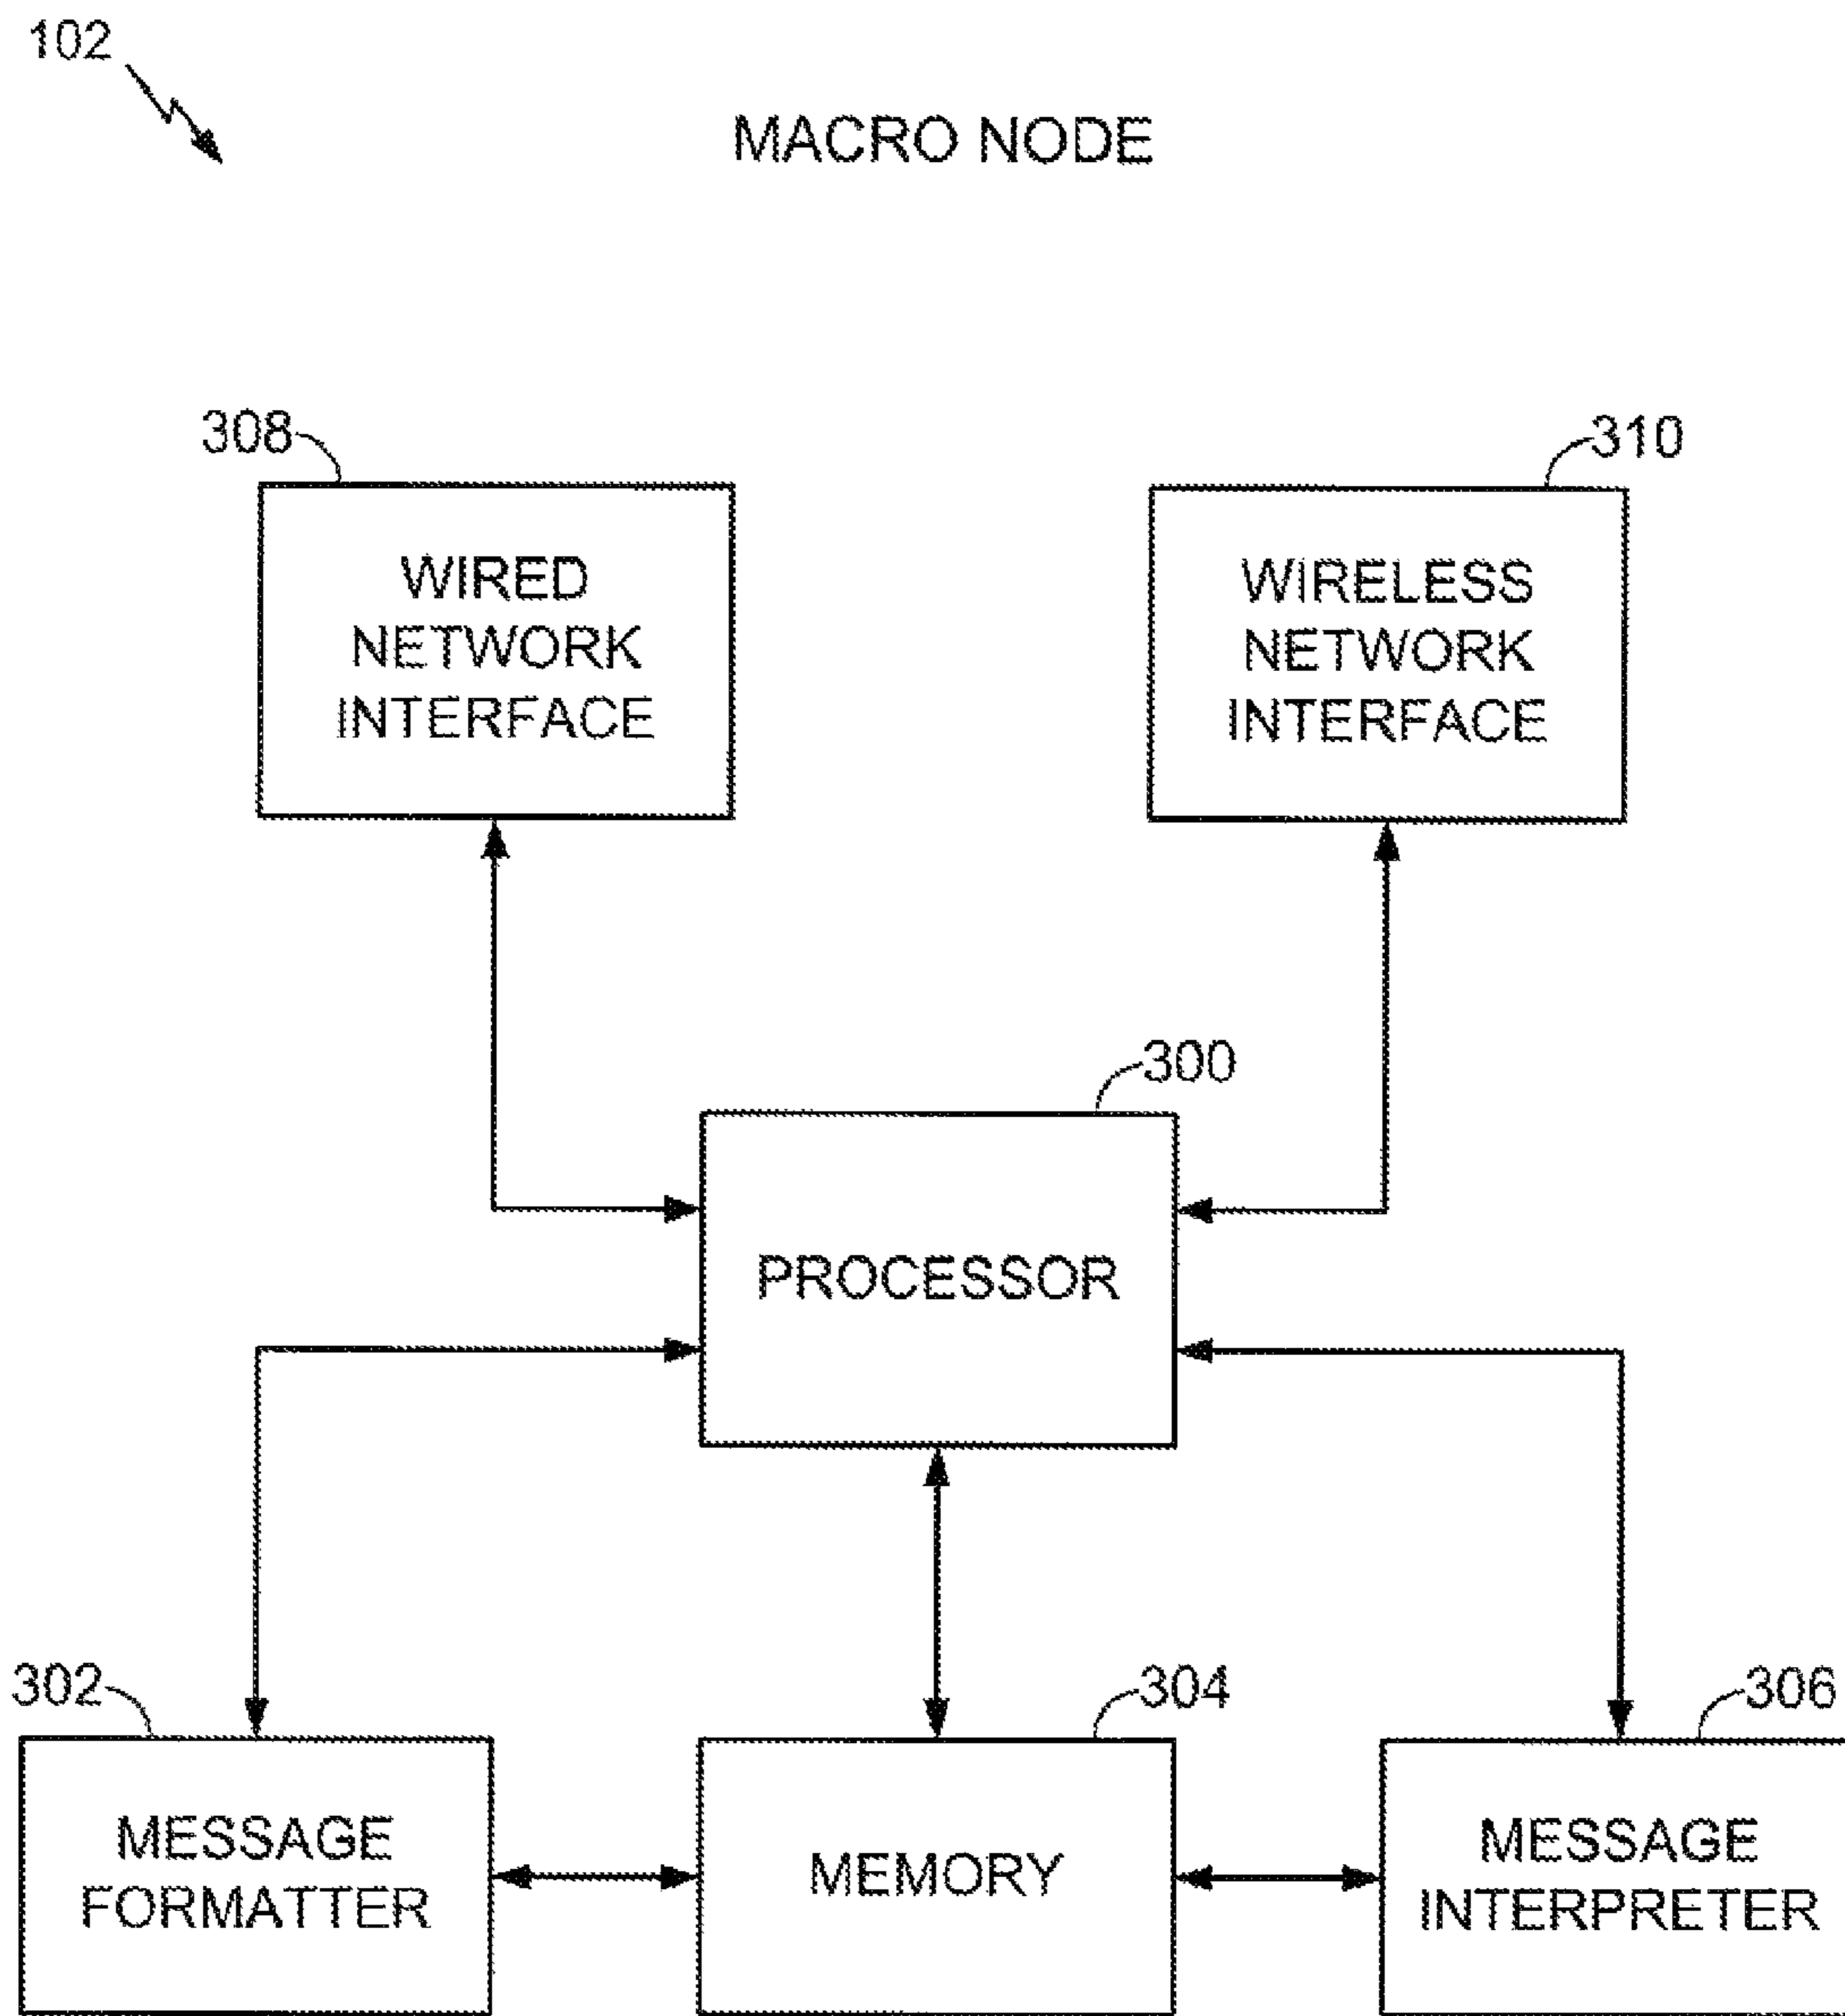 102
MACRO NODE
308
310
WIRED
NETWORK
INTERFACE
WIRELESS
NETWORK
INTERFACE
300
PROCESSOR
302
304
306
MESSAGE
FORMATTER
MEMORY
MESSAGE
INTERPRETER